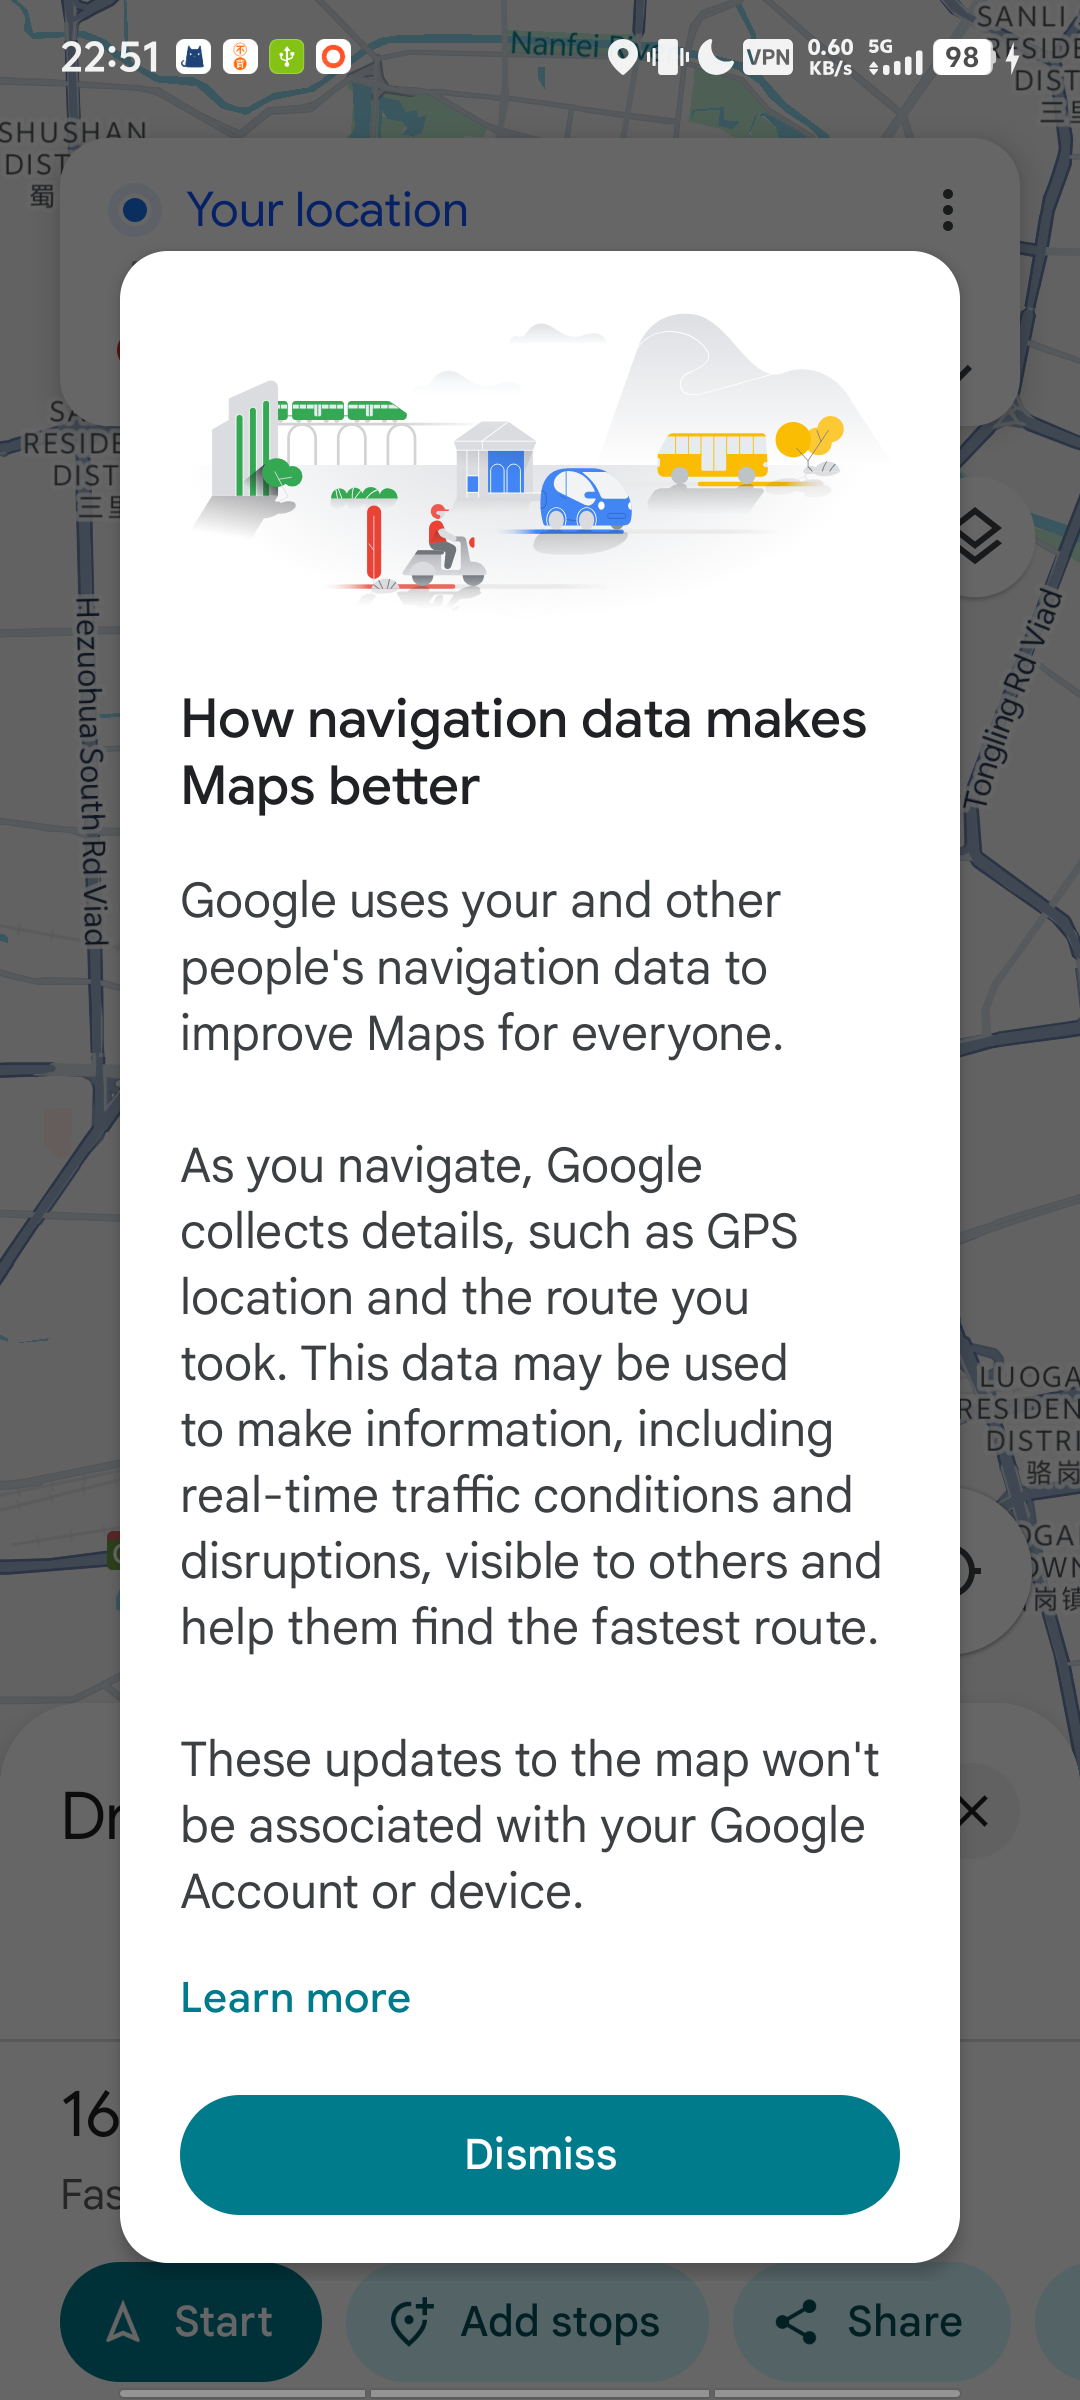 22:51
VPN
0.60
KB/s
5G
98
Nanfei
SANLI
DIST
三里
SHUSHAN
DIST
蜀
Your location
RESIDE
DIST
三里
Hezuohua South Rd Viad
Tongling Rd Viad
How navigation data makes
Maps better
Google uses your and other
people's navigation data to
improve Maps for everyone.
As you navigate, Google
collects details, such as GPS
location and the route you
took. This data may be used
to make information, including
real-time traffic conditions and
disruptions, visible to others and
help them find the fastest route.
These updates to the map won't
be associated with your Google
Account or device.
Learn more
Dismiss
LUOGA
RESIDEN
DISTRI
骆岗
OGA
OWN
岗镇
Dr
16
Fas
Start
Add stops
Share